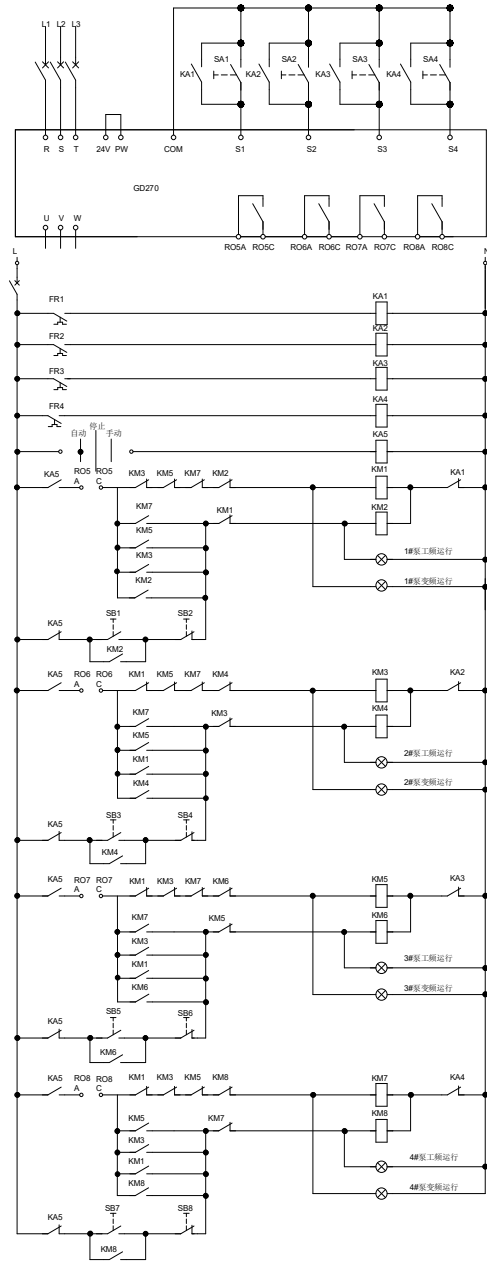 L1 L2 L3
SA1 SA2 SA3 SA4
KA1 KA2 KA3 KA4
R S T 24V PW COM S1 S2 S3 S4
GD270
U V W
RO5A RO5C RO6A RO6C RO7A RO7C RO8A RO8C
L N
FR1 KA1
FR2 KA2
FR3 KA3
FR4 KA4
自动 停止 手动 KA5
KA5 RO5 RO5 KM3 KM5 KM7 KM2 KM1 KA1
A C
KM7 KM1 KM2
KM5
KM3 1#泵工频运行
KM2 1#泵变频运行
KA5 SB1 SB2
KM2
KA5 RO6 RO6 KM1 KM5 KM7 KM4 KM3 KA2
A C
KM7 KM3 KM4
KM5
KM1 2#泵工频运行
KM4 2#泵变频运行
KA5 SB3 SB4
KM4
KA5 RO7 RO7 KM1 KM3 KM7 KM6 KM5 KA3
A C
KM7 KM5 KM6
KM3
KM1 3#泵工频运行
KM6 3#泵变频运行
KA5 SB5 SB6
KM6
KA5 RO8 RO8 KM1 KM3 KM5 KM8 KM7 KA4
A C
KM5 KM7 KM8
KM3
KM1 4#泵工频运行
KM8 4#泵变频运行
KA5 SB7 SB8
KM8